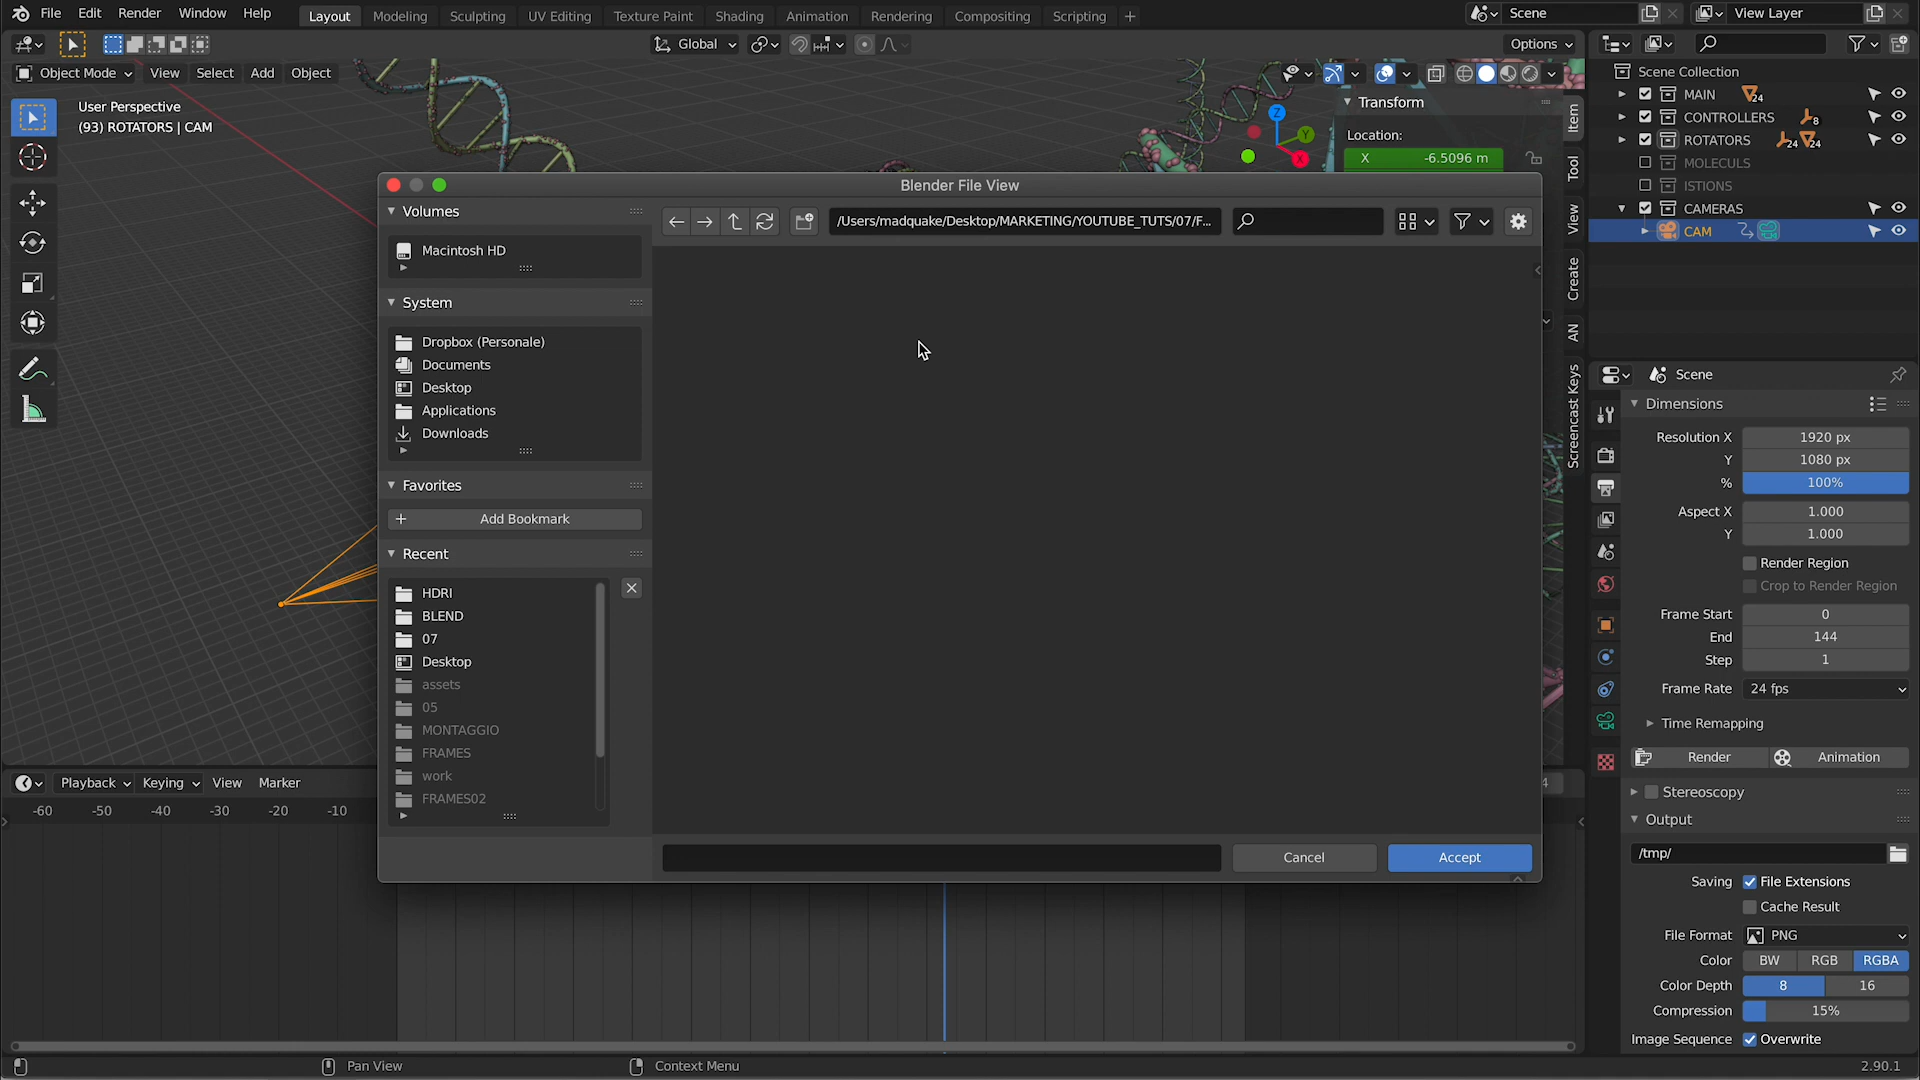 File Edit Render Window Help Layout Modeling Sculpting UV Editing Texture Paint Shading Animation Rendering Compositing Scripting + Scene View Layer
Global Options
Object Mode View Select Add Object
User Perspective
(93) ROTATORS | CAM
Transform
Location:
X -6.5096 m
Item
Tool
View
Create
AN
Screencast Keys
Scene Collection
MAIN 24
CONTROLLERS 8
ROTATORS 24 24
MOLECULS
ISTIONS
CAMERAS
CAM
Blender File View
Volumes
Macintosh HD
System
Dropbox (Personale)
Documents
Desktop
Applications
Downloads
Favorites
+ Add Bookmark
Recent
HDRI
BLEND
07
Desktop
assets
05
MONTAGGIO
FRAMES
work
FRAMES02
/Users/madquake/Desktop/MARKETING/YOUTUBE_TUTS/07/F...
Cancel Accept
Scene
Dimensions
Resolution X 1920 px
Y 1080 px
% 100%
Aspect X 1.000
Y 1.000
Render Region
Crop to Render Region
Frame Start 0
End 144
Step 1
Frame Rate 24 fps
Time Remapping
Render Animation
Stereoscopy
Output
/tmp/
Saving File Extensions
Cache Result
File Format PNG
Color BW RGB RGBA
Color Depth 8 16
Compression 15%
Image Sequence Overwrite
Playback Keying View Marker 4
-60 -50 -40 -30 -20 -10
Pan View Context Menu 2.90.1